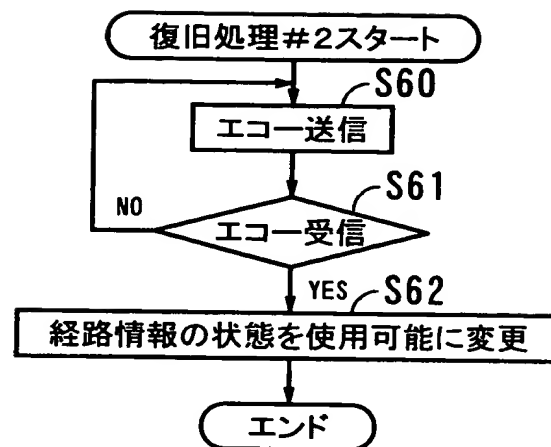 復旧処理#2スタート
S60
エコー送信
S61
エコー受信
NO
YES
S62
経路情報の状態を使用可能に変更
エンド